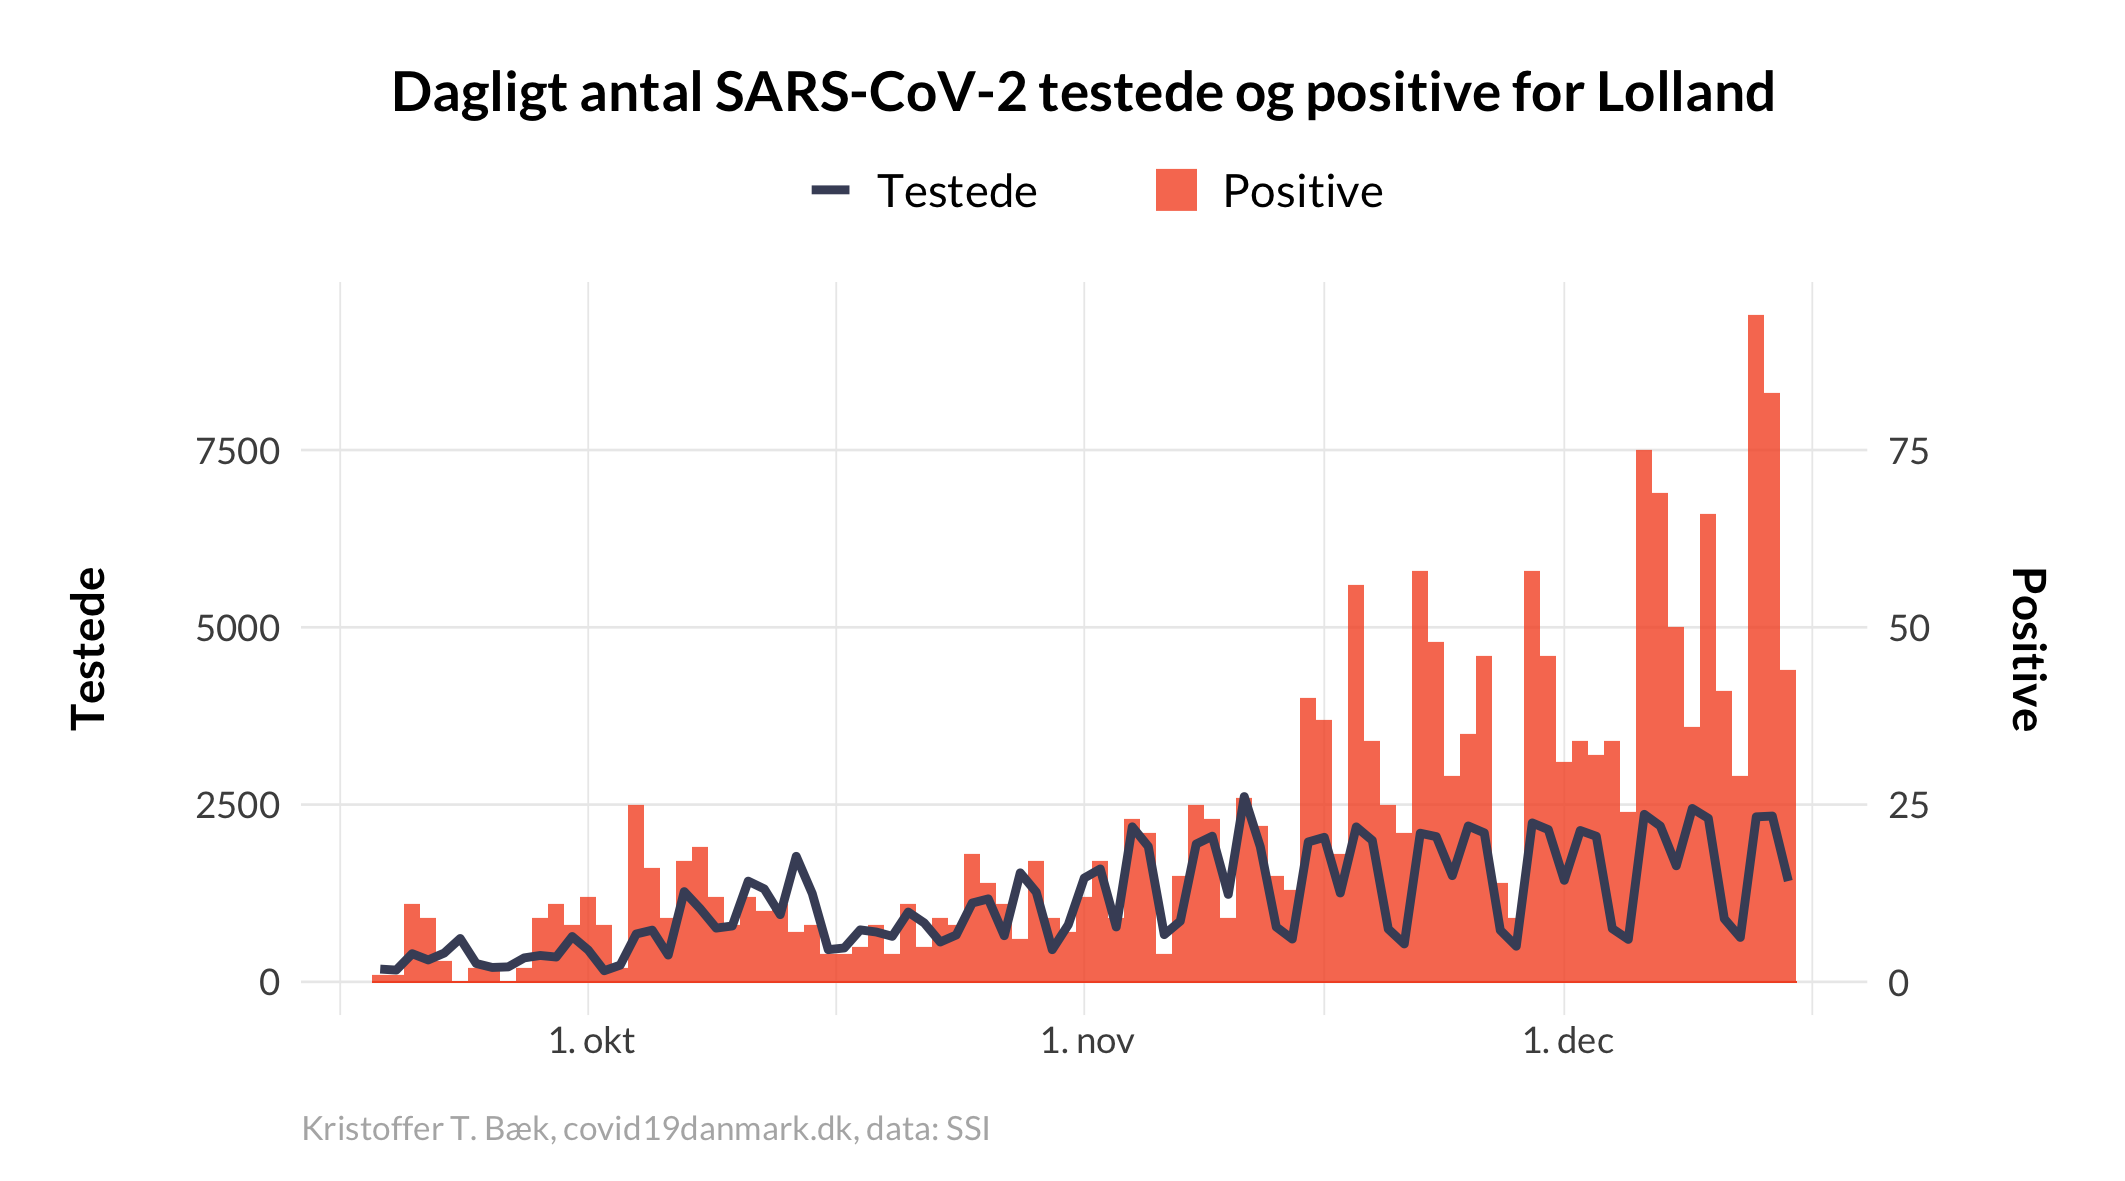 Dagligt antal SARS-CoV-2 testede og positive for Lolland
Testede
Positive
7500
5000
2500
0
Testede
75
50
25
0
Positive
1. okt
1. nov
1. dec
Kristoffer T. Bæk, covid19danmark.dk, data: SSI